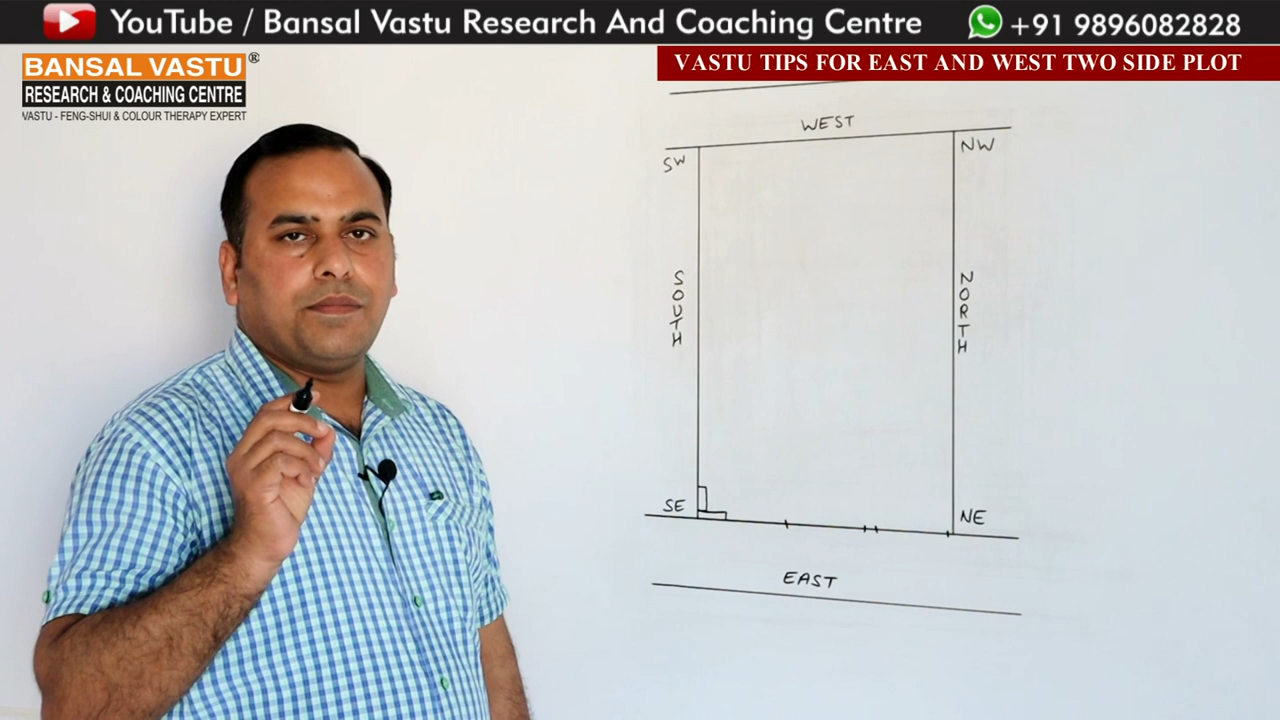 YouTube / Bansal Vastu Research And Coaching Centre
+91 9896082828
BANSAL VASTU®
RESEARCH & COACHING CENTRE
VASTU - FENG-SHUI & COLOUR THERAPY EXPERT
VASTU TIPS FOR EAST AND WEST TWO SIDE PLOT
WEST
SW
NW
SOUTH
NORTH
SE
NE
EAST